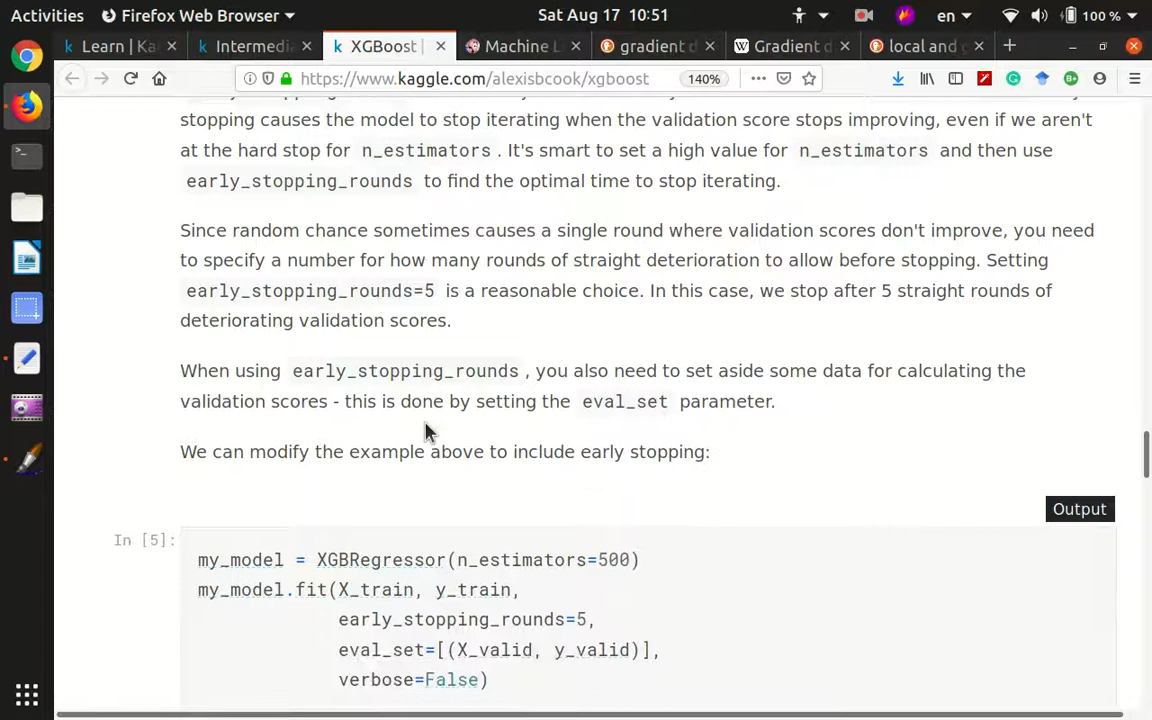 Activities Firefox Web Browser Sat Aug 17 10:51 en 100 %
Learn | Ka Intermedia XGBoost Machine L gradient d Gradient d local and g
https://www.kaggle.com/alexisbcook/xgboost 140%
stopping causes the model to stop iterating when the validation score stops improving, even if we aren't
at the hard stop for n_estimators . It's smart to set a high value for n_estimators and then use
early_stopping_rounds to find the optimal time to stop iterating.
Since random chance sometimes causes a single round where validation scores don't improve, you need
to specify a number for how many rounds of straight deterioration to allow before stopping. Setting
early_stopping_rounds=5 is a reasonable choice. In this case, we stop after 5 straight rounds of
deteriorating validation scores.
When using early_stopping_rounds , you also need to set aside some data for calculating the
validation scores - this is done by setting the eval_set parameter.
We can modify the example above to include early stopping:
Output
In [5]:
my_model = XGBRegressor(n_estimators=500)
my_model.fit(X_train, y_train,
early_stopping_rounds=5,
eval_set=[(X_valid, y_valid)],
verbose=False)